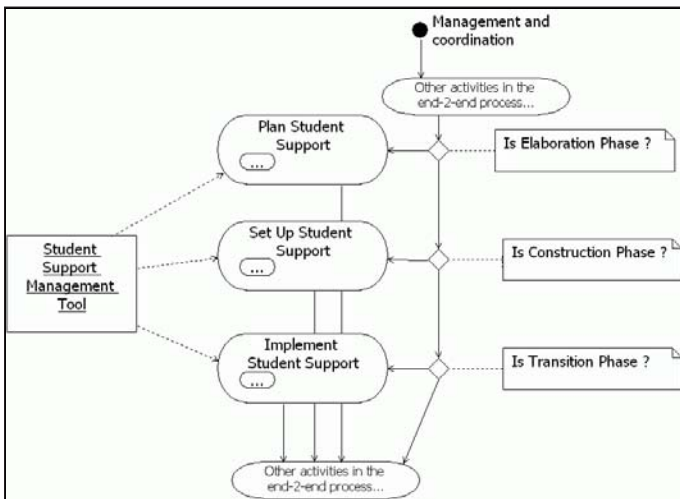 Management and
coordination
Other activities in the
end-2-end process...
Plan Student
Support
...
Is Elaboration Phase ?
Set Up Student
Support
...
Is Construction Phase ?
Student
Support
Management
Tool
Implement
Student Support
...
Is Transition Phase ?
Other activities in the
end-2-end process...